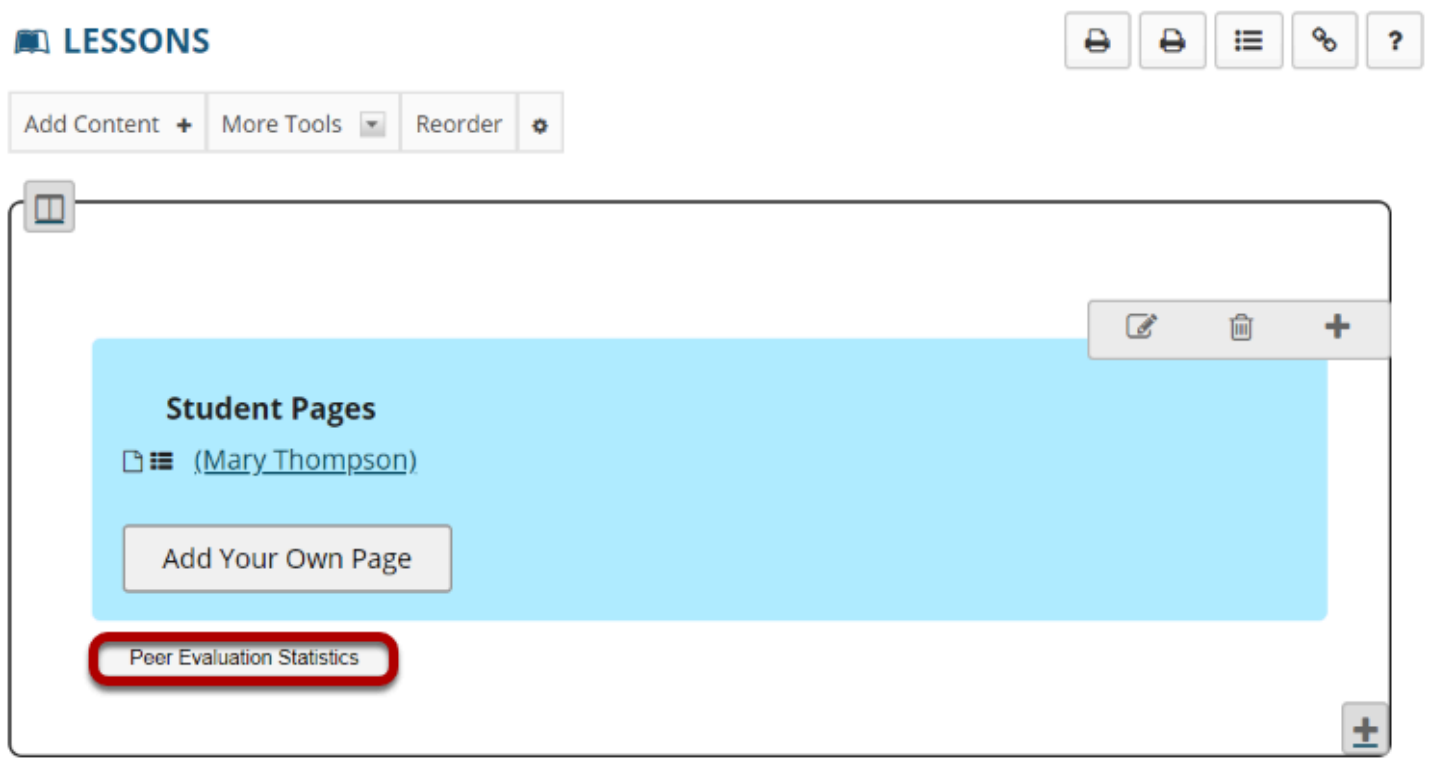 LESSONS
?
Add Content + More Tools Reorder
Student Pages
(Mary Thompson)
Add Your Own Page
Peer Evaluation Statistics